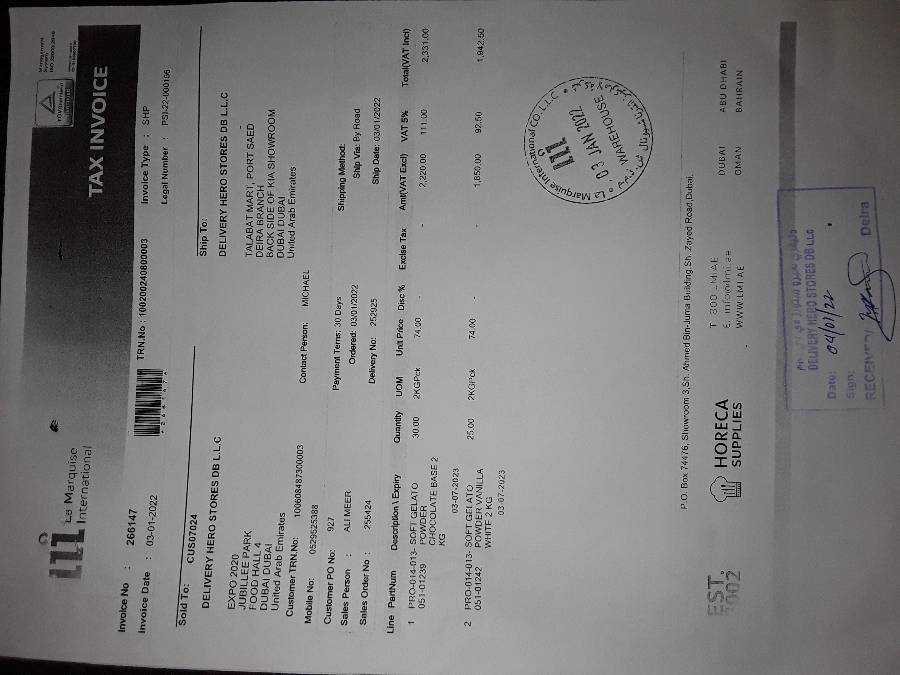 La Marquise
International
TAX INVOICE
Invoice No : 266147
Invoice Date : 03-01-2022
TRN.No : 100200240800003
Invoice Type : SHP
Legal Number : PSI-22-000156
Sold To: CUS07024
DELIVERY HERO STORES DB L.L.C
EXPO 2020
JUBILLEE PARK
FOOD HALL 4
DUBAI DUBAI
United Arab Emirates
Ship To:
DELIVERY HERO STORES DB L.L.C
TALABAT MART, PORT SAED
DEIRA BRANCH
BACK SIDE OF KIA SHOWROOM
DUBAI DUBAI
United Arab Emirates
Customer TRN.No: 100608487300003
Mobile No: 0529525388
Contact Person: MICHAEL
Customer PO No: 927
Payment Terms: 30 Days
Shipping Method:
Sales Person : ALI MEER
Ordered: 03/01/2022
Ship Via: By Road
Sales Order No : 255424
Delivery No: 252925
Ship Date: 03/01/2022
Line PartNum Description \ Expiry Quantity UOM Unit Price Disc % Excise Tax Amt(VAT Excl) VAT 5% Total(VAT Incl)
1 PRO-014-013- SOFT GELATO 30.00 2KGPck 74.00 - - 2,220.00 111.00 2,331.00
051-01239 POWDER
CHOCOLATE BASE 2
KG
03-07-2023
2 PRO-014-013- SOFT GELATO 25.00 2KGPck 74.00 - - 1,850.00 92.50 1,942.50
051-01242 POWDER VANILLA
WHITE 2 KG
03-07-2023
La Marquise International CO. L.L.C
03 JAN 2022
WAREHOUSE
P.O. Box 74476, Showroom 3,Sh. Ahmed Bin-Juma Building,Sh. Zayed Road,Dubai.
EST.
2002
HORECA
SUPPLIES
T 800 LMI.AE
E. info@lmi.ae
WWW.LMI.AE
DUBAI ABU DHABI
OMAN BAHRAIN
DELIVERY HERO STORES DB LLC
Date: 04/01/22
Sign:
RECEIVER Deira